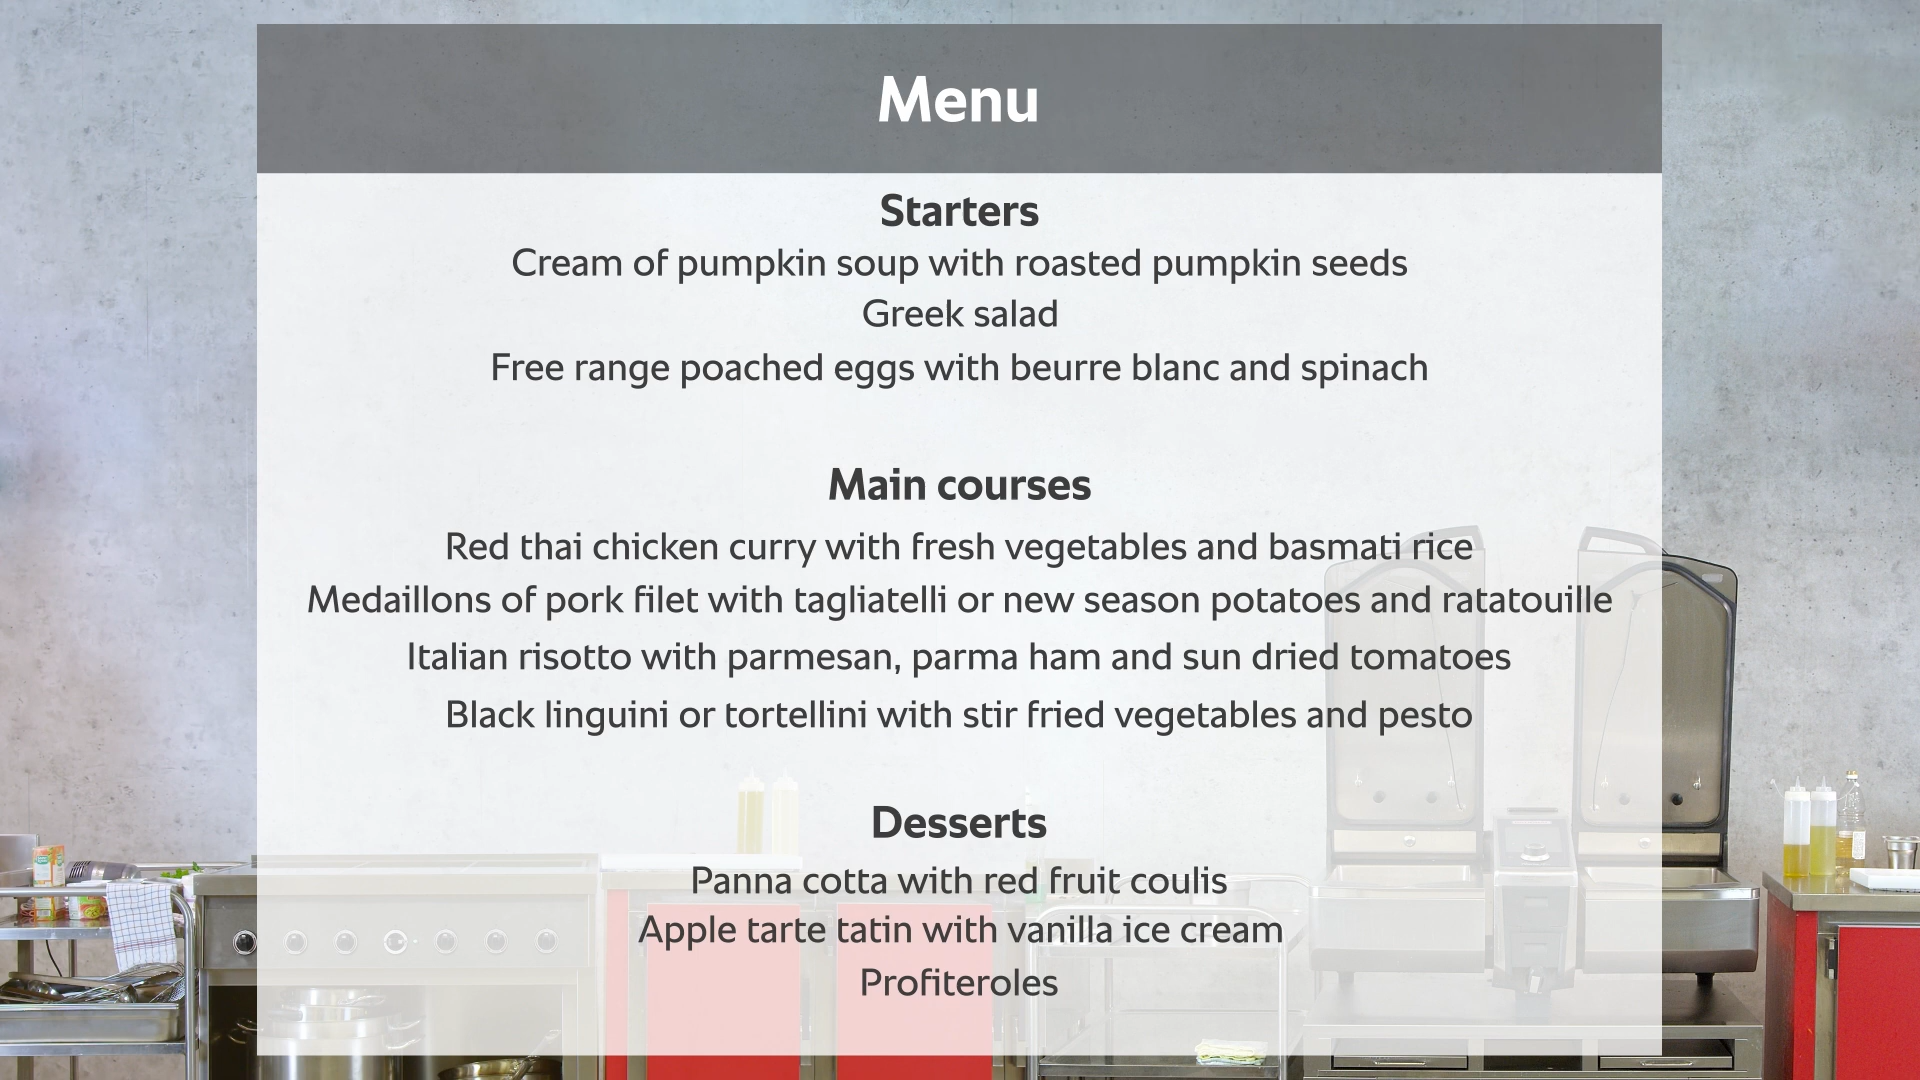 Menu
Starters
Cream of pumpkin soup with roasted pumpkin seeds
Greek salad
Free range poached eggs with beurre blanc and spinach
Main courses
Red thai chicken curry with fresh vegetables and basmati rice
Medaillons of pork filet with tagliatelli or new season potatoes and ratatouille
Italian risotto with parmesan, parma ham and sun dried tomatoes
Black linguini or tortellini with stir fried vegetables and pesto
Desserts
Panna cotta with red fruit coulis
Apple tarte tatin with vanilla ice cream
Profiteroles